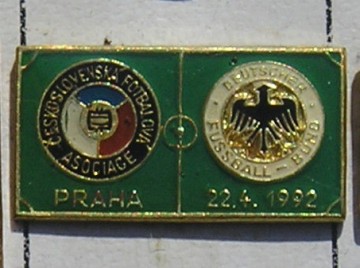 ČESKOSLOVENSKÁ FOTBALOVÁ
ASOCIACE
DEUTSCHER
FUSSBALL - BUND
PRAHA
22.4. 1992